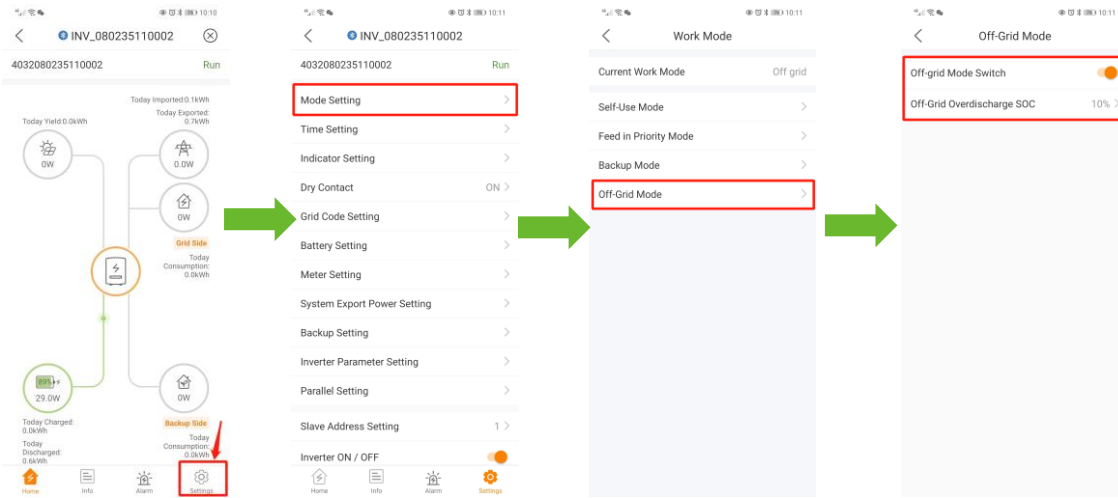 10:10
INV_080235110002
4032080235110002
Run
Today Imported:0.1kWh
Today Exported:
0.7kWh
Today Yield:0.0kWh
0W
0.0W
0W
Grid Side
Today
Consumption:
0.0kWh
89%
29.0W
0W
Today Charged:
0.0kWh
Today
Discharged:
0.6kWh
Backup Side
Today
Consumption:
0.0kWh
Home
Info
Alarm
Settings
10:11
INV_080235110002
4032080235110002
Run
Mode Setting
Time Setting
Indicator Setting
Dry Contact
ON
Grid Code Setting
Battery Setting
Meter Setting
System Export Power Setting
Backup Setting
Inverter Parameter Setting
Parallel Setting
Slave Address Setting
1
Inverter ON / OFF
Home
Info
Alarm
Settings
10:11
Work Mode
Current Work Mode
Off grid
Self-Use Mode
Feed in Priority Mode
Backup Mode
Off-Grid Mode
10:11
Off-Grid Mode
Off-grid Mode Switch
Off-Grid Overdischarge SOC
10%